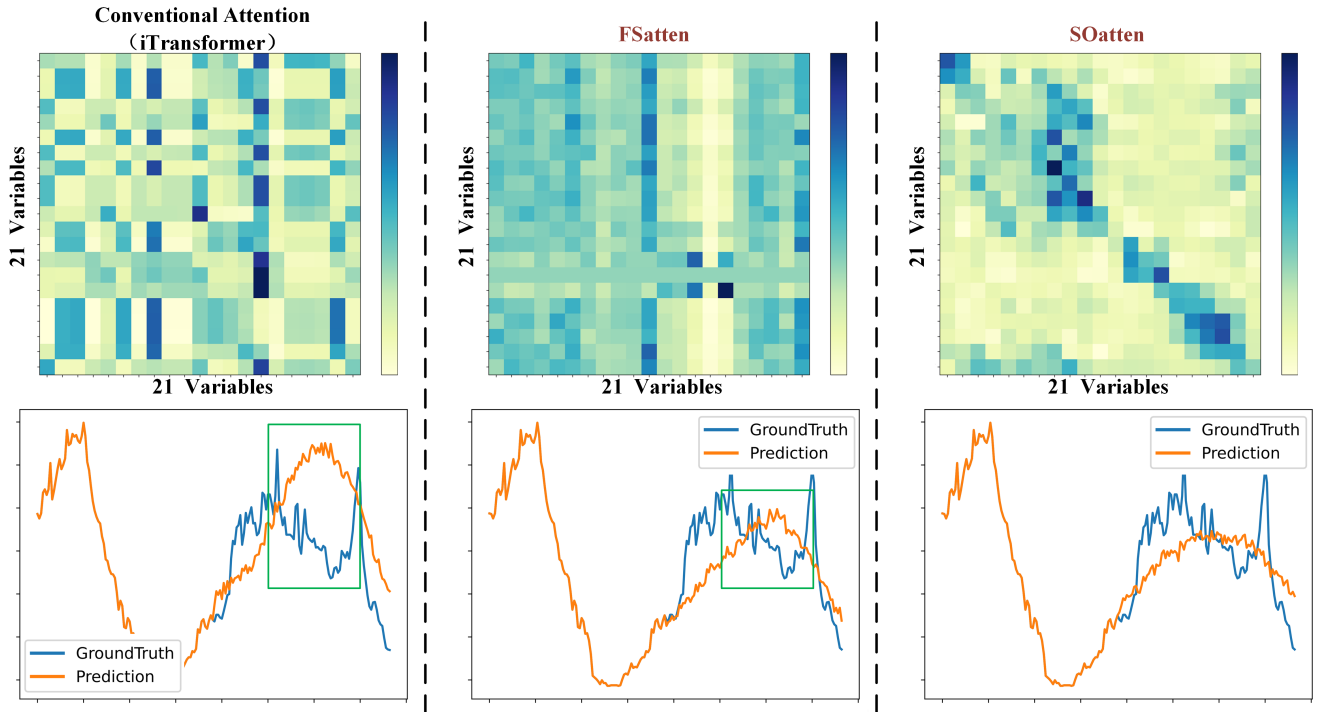 Conventional Attention
（iTransformer）
FSatten
SOatten
21 Variables
21 Variables
21 Variables
21 Variables
21 Variables
21 Variables
GroundTruth
Prediction
GroundTruth
Prediction
GroundTruth
Prediction